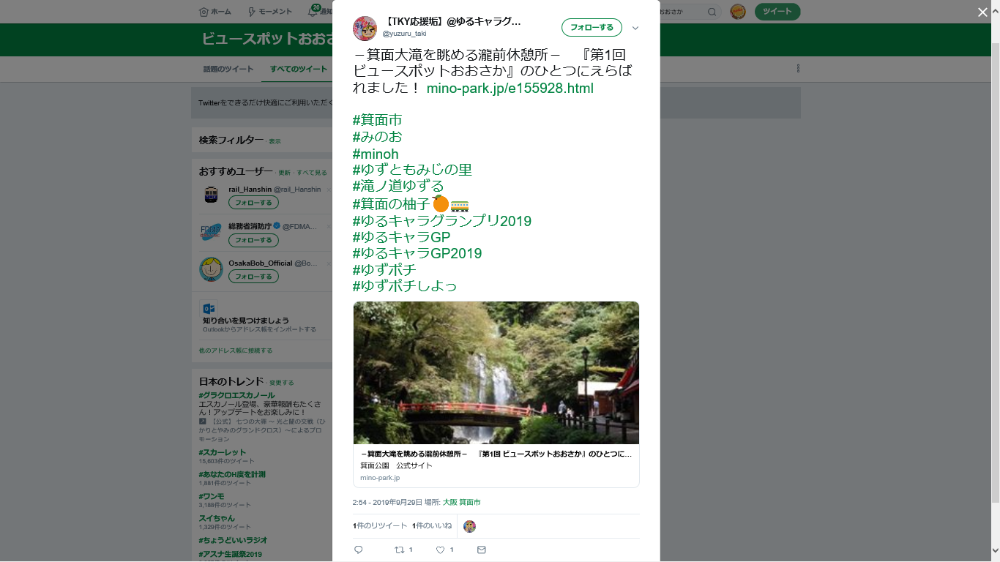 ホーム
モーメント
20
通知
おおさか
ツイート
ビュースポットおおさ
話題のツイート
すべてのツイート
Twitterをできるだけ快適にご利用いただく
検索フィルター · 表示
おすすめユーザー · 更新 · すべて見る
rail_Hanshin @rail_Hanshin
フォローする
総務省消防庁 @FDMA...
フォローする
OsakaBob_Official @Bo...
フォローする
知り合いを見つけましょう
Outlookからアドレス帳をインポートする
他のアドレス帳に接続する
日本のトレンド · 変更する
#グラクロエスカノール
エスカノール登場、豪華報酬もたくさ
ん！アップデートをお楽しみに！
【公式】 七つの大罪 ～ 光と闇の交戦（ひ
かりとやみのグランドクロス）～によるプロ
モーション
#スカーレット
15,603件のツイート
#あなたのH度を計測
1,881件のツイート
#ワンモ
3,188件のツイート
スイちゃん
1,329件のツイート
#ちょうどいいラジオ
#アスナ生誕祭2019
【TKY応援垢】@ゆるキャラグ...
@yuzuru_taki
フォローする
－箕面大滝を眺める瀧前休憩所－　『第1回
ビュースポットおおさか』のひとつにえらば
れました！ mino-park.jp/e155928.html
#箕面市
#みのお
#minoh
#ゆずともみじの里
#滝ノ道ゆずる
#箕面の柚子🍊🚃
#ゆるキャラグランプリ2019
#ゆるキャラGP
#ゆるキャラGP2019
#ゆずポチ
#ゆずポチしよっ
－箕面大滝を眺める瀧前休憩所－　『第1回 ビュースポットおおさか』のひとつに...
箕面公園　公式サイト
mino-park.jp
2:54 - 2019年9月29日 場所: 大阪 箕面市
1件のリツイート 1件のいいね
1
1